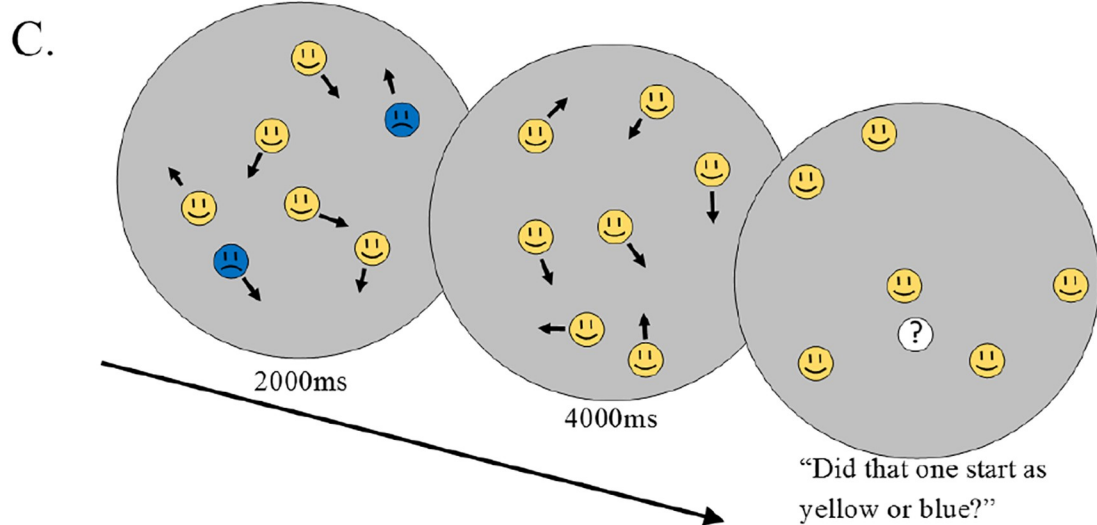 C.
2000ms
4000ms
?
“Did that one start as
yellow or blue?”